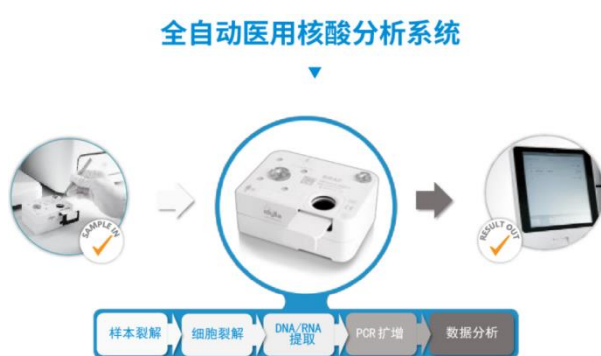 全自动医用核酸分析系统
SAMPLE IN
RESULT OUT
样本裂解
细胞裂解
DNA/RNA
提取
PCR 扩增
数据分析